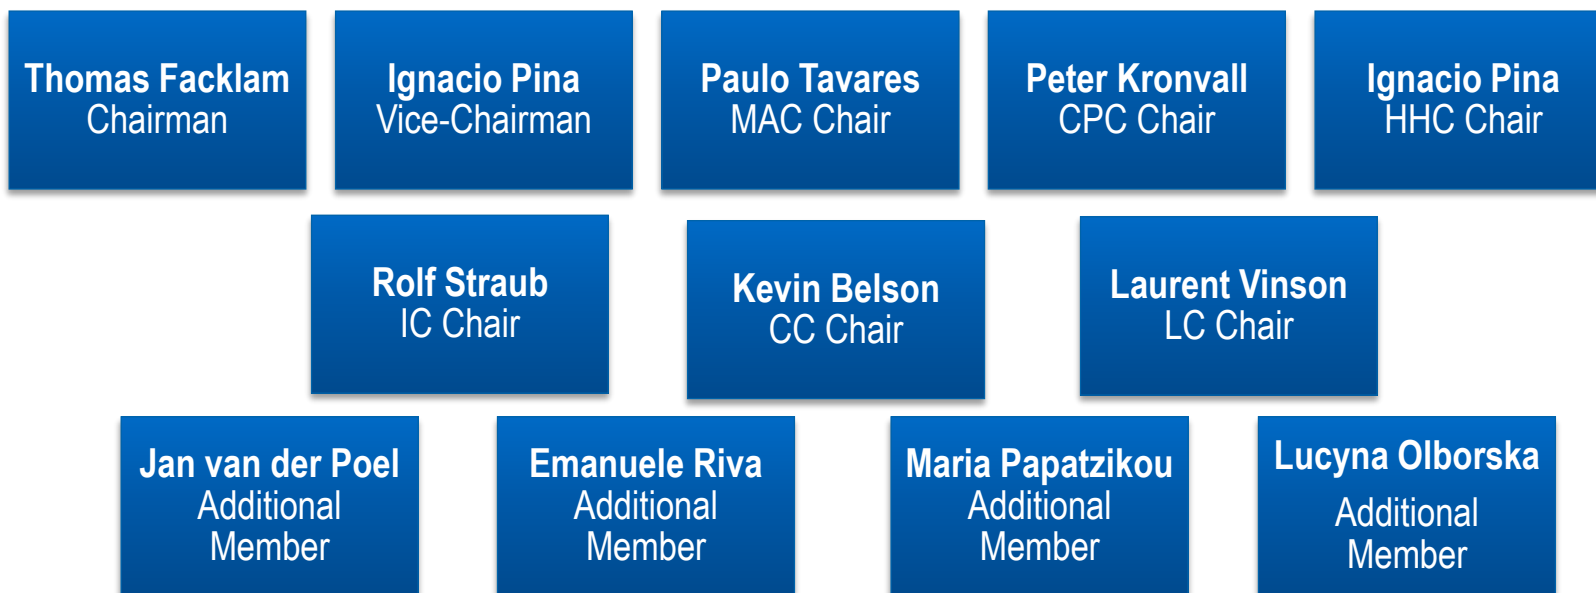 Thomas Facklam
Chairman
Ignacio Pina
Vice-Chairman
Paulo Tavares
MAC Chair
Peter Kronvall
CPC Chair
Ignacio Pina
HHC Chair
Rolf Straub
IC Chair
Kevin Belson
CC Chair
Laurent Vinson
LC Chair
Jan van der Poel
Additional
Member
Emanuele Riva
Additional
Member
Maria Papatzikou
Additional
Member
Lucyna Olborska
Additional
Member